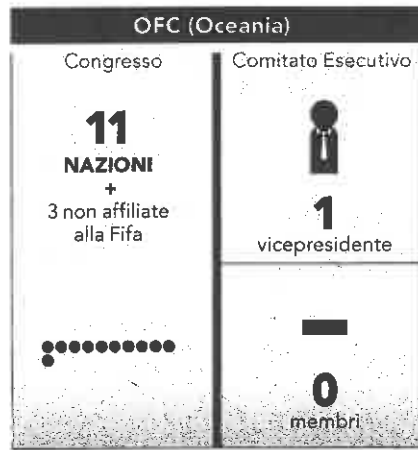 OFC (Oceania)
Congresso
11
NAZIONI
+
3 non affiliate
alla Fifa
Comitato Esecutivo
1
vicepresidente
0
membri